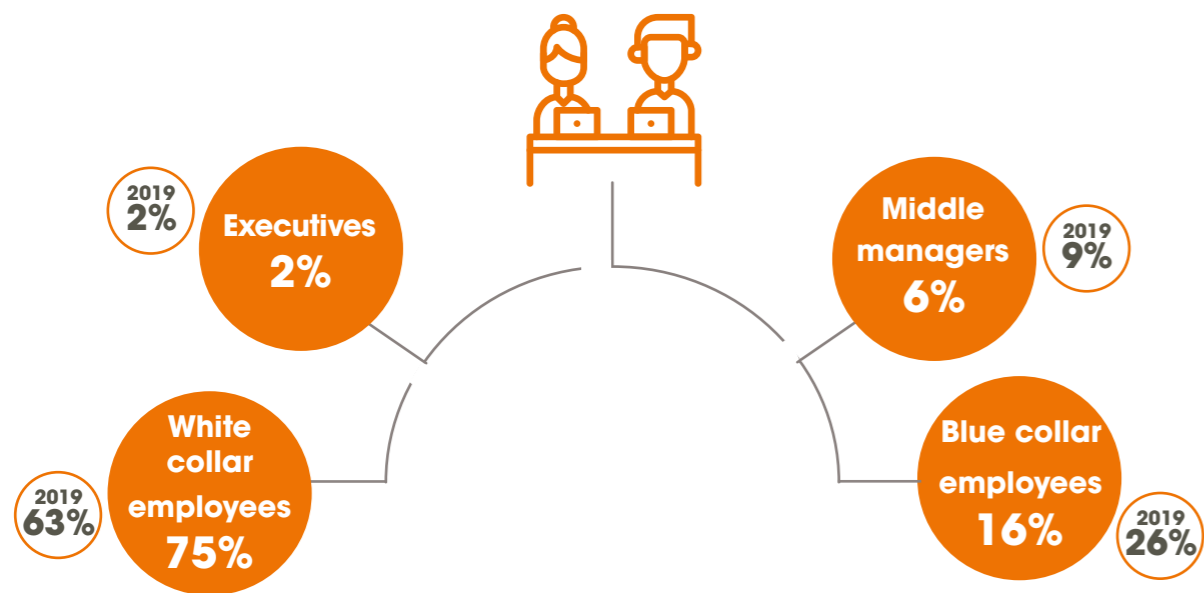 2019
2%
Executives
2%
Middle
managers
6%
2019
9%
White
collar
employees
75%
2019
63%
Blue collar
employees
16%
2019
26%